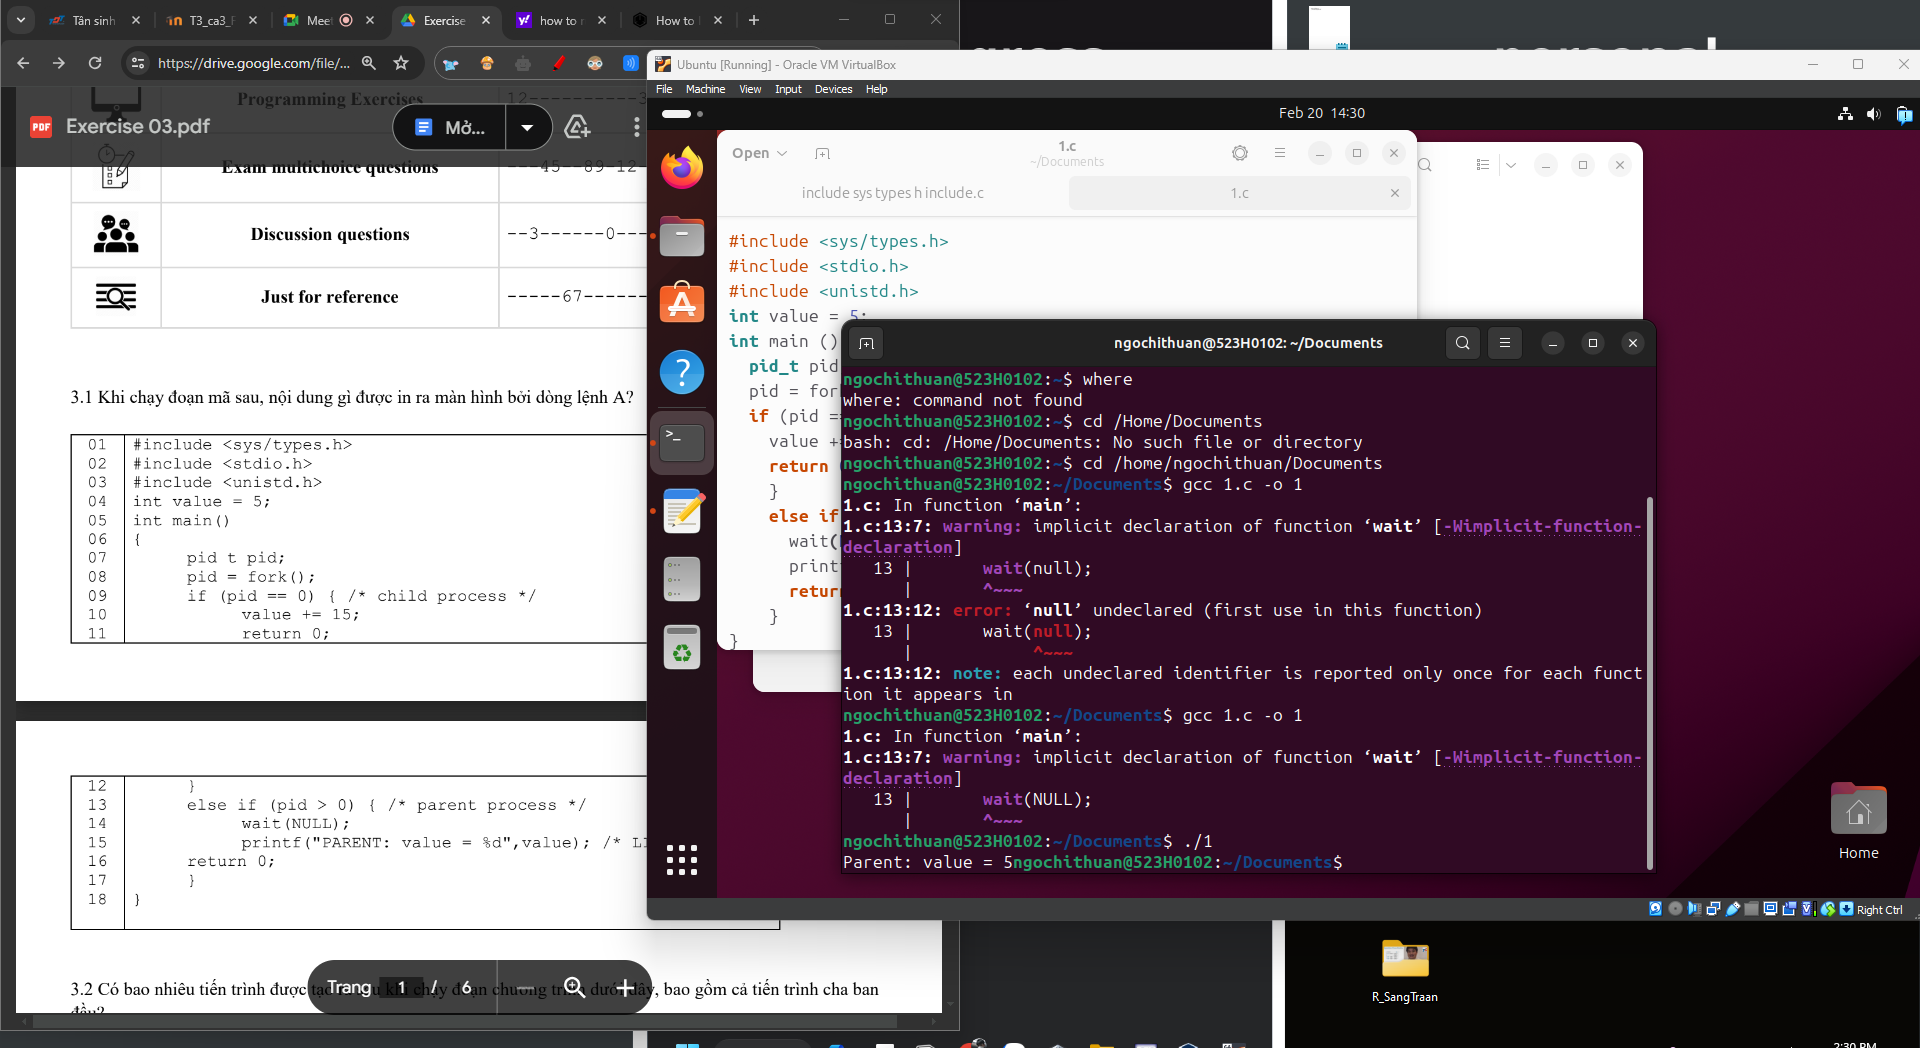 Tân sinh
T3_ca3_
Meet
Exercise
how to r
How to
https://drive.google.com/file/...
Programming Exercises
Exercise 03.pdf
PDF
Mở...
Exam multichoice questions
---45--89-12
Discussion questions
--3------0---
Just for reference
-----67------
3.1 Khi chạy đoạn mã sau, nội dung gì được in ra màn hình bởi dòng lệnh A?
01 #include <sys/types.h>
02 #include <stdio.h>
03 #include <unistd.h>
04 int value = 5;
05 int main()
06 {
07 pid t pid;
08 pid = fork();
09 if (pid == 0) { /* child process */
10 value += 15;
11 return 0;
12 }
13 else if (pid > 0) { /* parent process */
14 wait(NULL);
15 printf("PARENT: value = %d",value); /* LI
16 return 0;
17 }
18 }
Trang 1 / 6
3.2 Có bao nhiêu tiến trình được tạo khi chạy đoạn chương trình dưới đây, bao gồm cả tiến trình cha ban
đầu?
Ubuntu [Running] - Oracle VM VirtualBox
File Machine View Input Devices Help
Feb 20 14:30
Open
1.c
~/Documents
include sys types h include.c
1.c
#include <sys/types.h>
#include <stdio.h>
#include <unistd.h>
int value = 5;
int main ()
pid_t pid
pid = for
if (pid =
value +
return
}
else if
wait(
print
retur
}
}
ngochithuan@523H0102: ~/Documents
ngochithuan@523H0102:~$ where
where: command not found
ngochithuan@523H0102:~$ cd /Home/Documents
bash: cd: /Home/Documents: No such file or directory
ngochithuan@523H0102:~$ cd /home/ngochithuan/Documents
ngochithuan@523H0102:~/Documents$ gcc 1.c -o 1
1.c: In function ‘main’:
1.c:13:7: warning: implicit declaration of function ‘wait’ [-Wimplicit-function-
declaration]
13 | wait(null);
| ^~~~
1.c:13:12: error: ‘null’ undeclared (first use in this function)
13 | wait(null);
| ^~~~
1.c:13:12: note: each undeclared identifier is reported only once for each funct
ion it appears in
ngochithuan@523H0102:~/Documents$ gcc 1.c -o 1
1.c: In function ‘main’:
1.c:13:7: warning: implicit declaration of function ‘wait’ [-Wimplicit-function-
declaration]
13 | wait(NULL);
| ^~~~
ngochithuan@523H0102:~/Documents$ ./1
Parent: value = 5ngochithuan@523H0102:~/Documents$
Home
Right Ctrl
R_SangTraan
2:30 PM